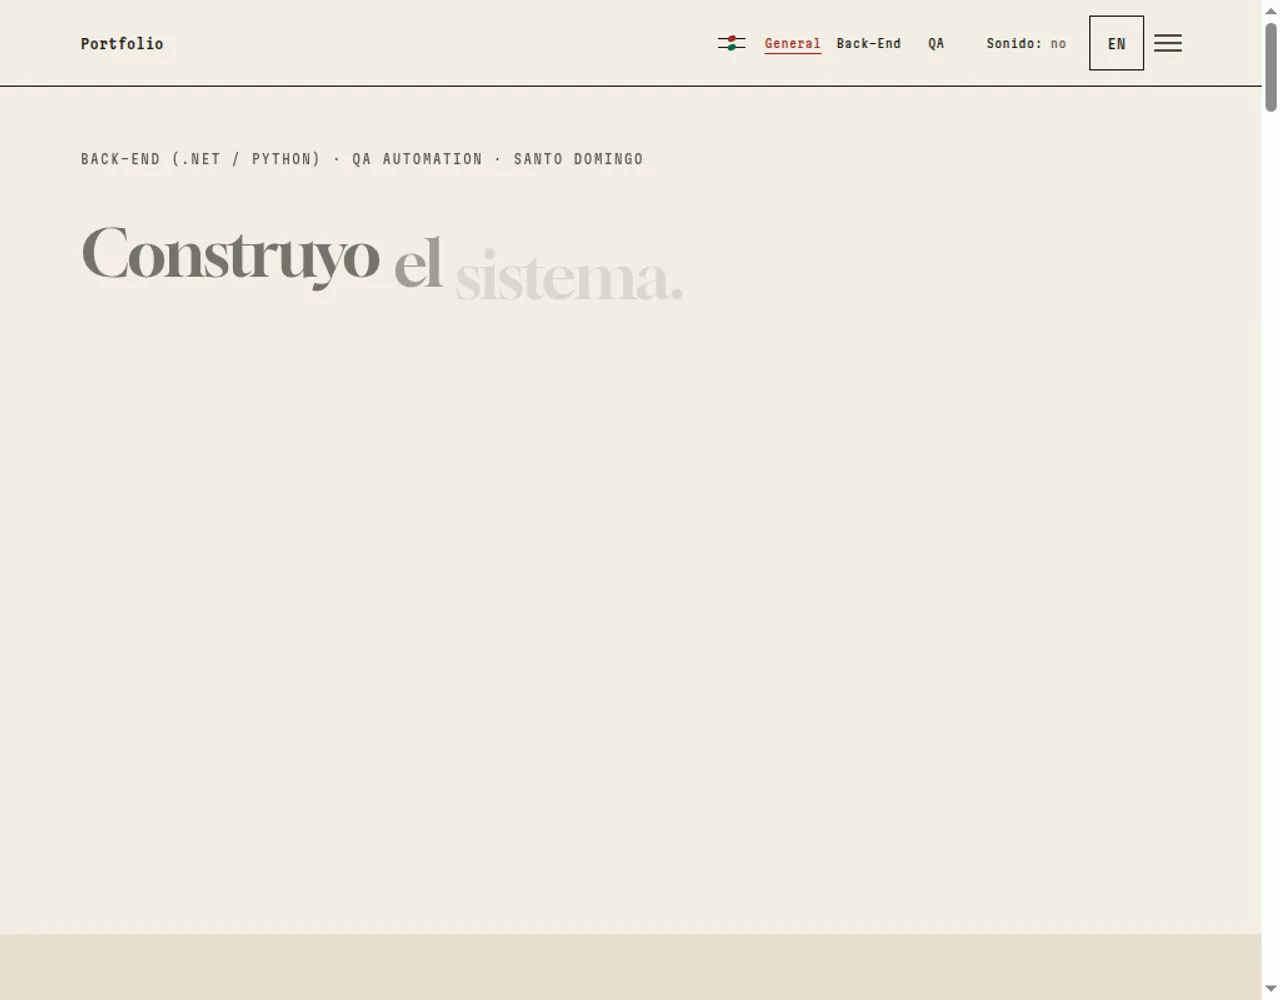 Portfolio
General Back-End QA Sonido: no EN
BACK-END (.NET / PYTHON) · QA AUTOMATION · SANTO DOMINGO
Construyo el sistema.